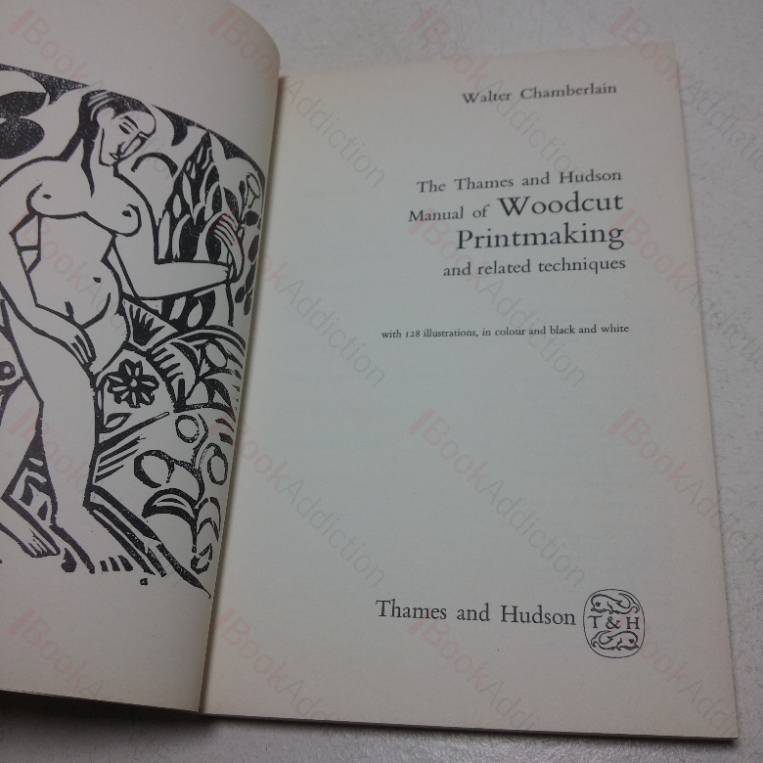 Walter Chamberlain
The Thames and Hudson
Manual of Woodcut
Printmaking
and related techniques
with 128 illustrations, in colour and black and white
Thames and Hudson
T & H
BookAddiction